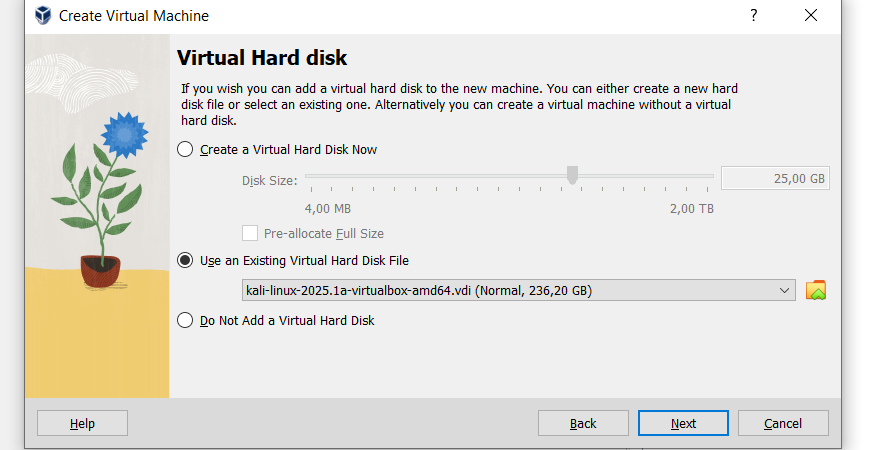 Create Virtual Machine
?
Virtual Hard disk
If you wish you can add a virtual hard disk to the new machine. You can either create a new hard
disk file or select an existing one. Alternatively you can create a virtual machine without a virtual
hard disk.
Create a Virtual Hard Disk Now
Disk Size:
25,00 GB
4,00 MB
2,00 TB
Pre-allocate Full Size
Use an Existing Virtual Hard Disk File
kali-linux-2025.1a-virtualbox-amd64.vdi (Normal, 236,20 GB)
Do Not Add a Virtual Hard Disk
Help
Back
Next
Cancel